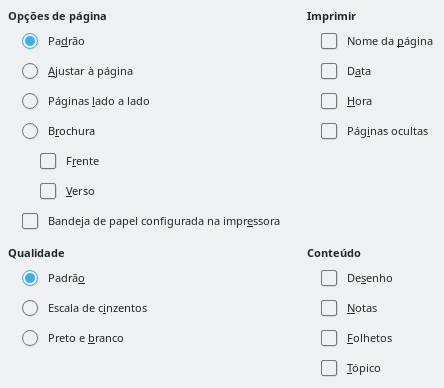 Opções de página
Padrão
Ajustar à página
Páginas lado a lado
Brochura
Frente
Verso
Bandeja de papel configurada na impressora
Imprimir
Nome da página
Data
Hora
Páginas ocultas
Qualidade
Padrão
Escala de cinzentos
Preto e branco
Conteúdo
Desenho
Notas
Folhetos
Tópico